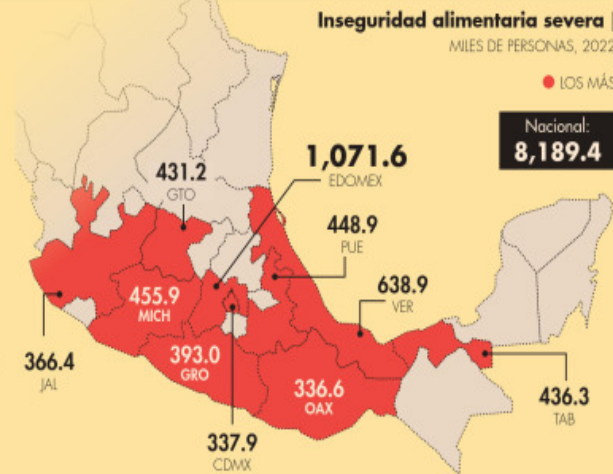 Inseguridad alimentaria severa
MILES DE PERSONAS, 2022
LOS MÁS
Nacional:
8,189.4
431.2
GTO
1,071.6
EDOMEX
448.9
PUE
638.9
VER
455.9
MICH
366.4
JAL
393.0
GRO
336.6
OAX
436.3
TAB
337.9
CDMX